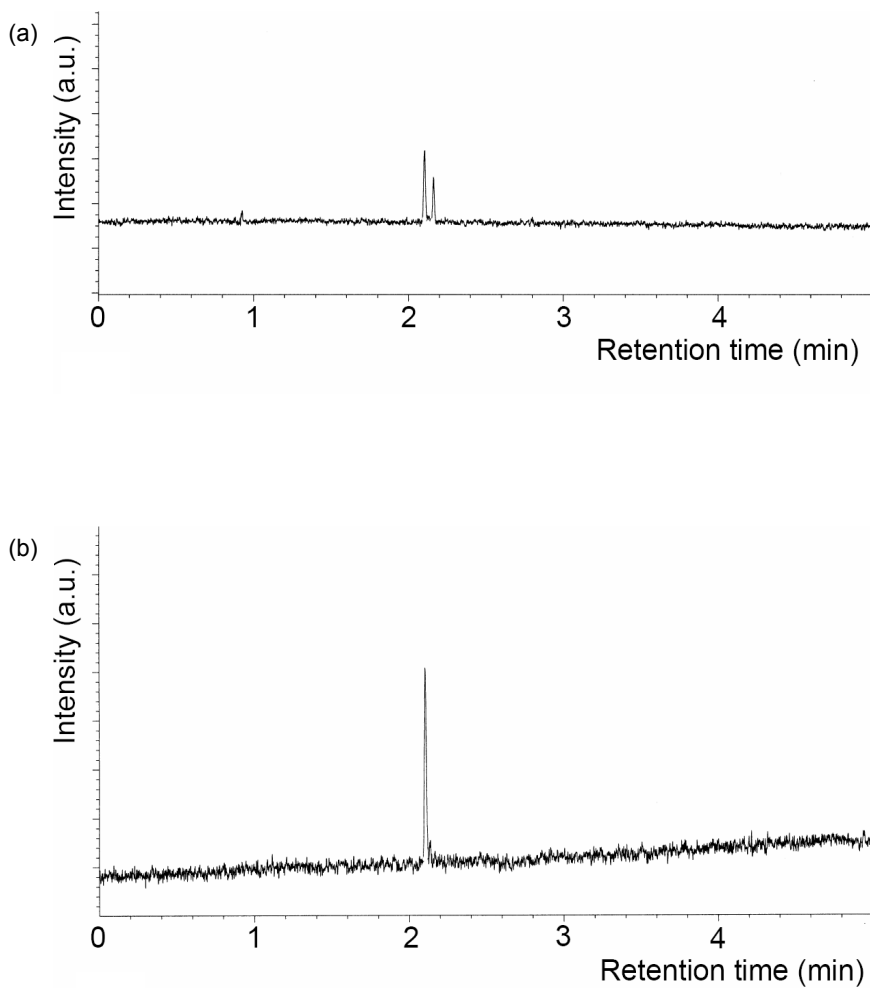 (a)
Intensity (a.u.)
0 1 2 3 4
Retention time (min)
(b)
Intensity (a.u.)
0 1 2 3 4
Retention time (min)